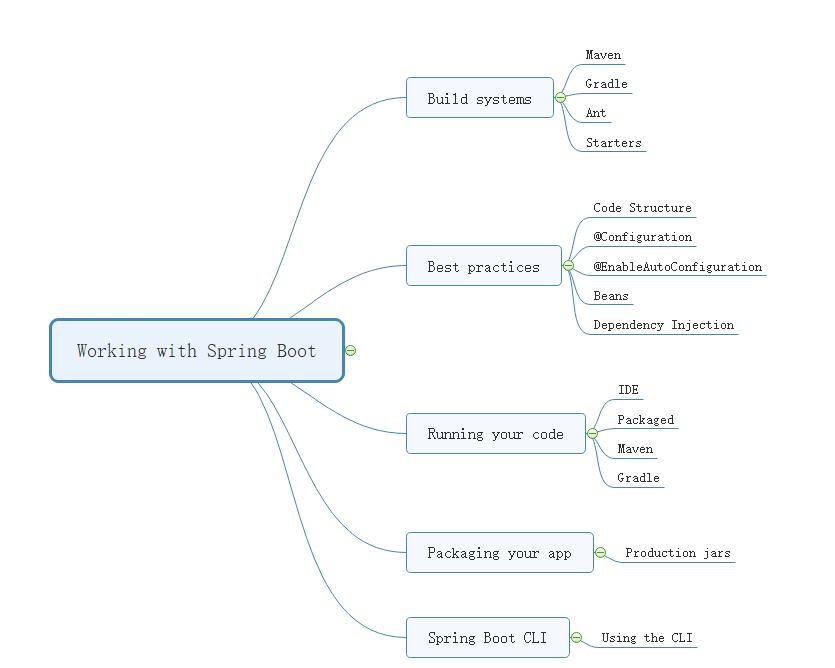 Working with Spring Boot
Build systems
Maven
Gradle
Ant
Starters
Best practices
Code Structure
@Configuration
@EnableAutoConfiguration
Beans
Dependency Injection
Running your code
IDE
Packaged
Maven
Gradle
Packaging your app
Production jars
Spring Boot CLI
Using the CLI